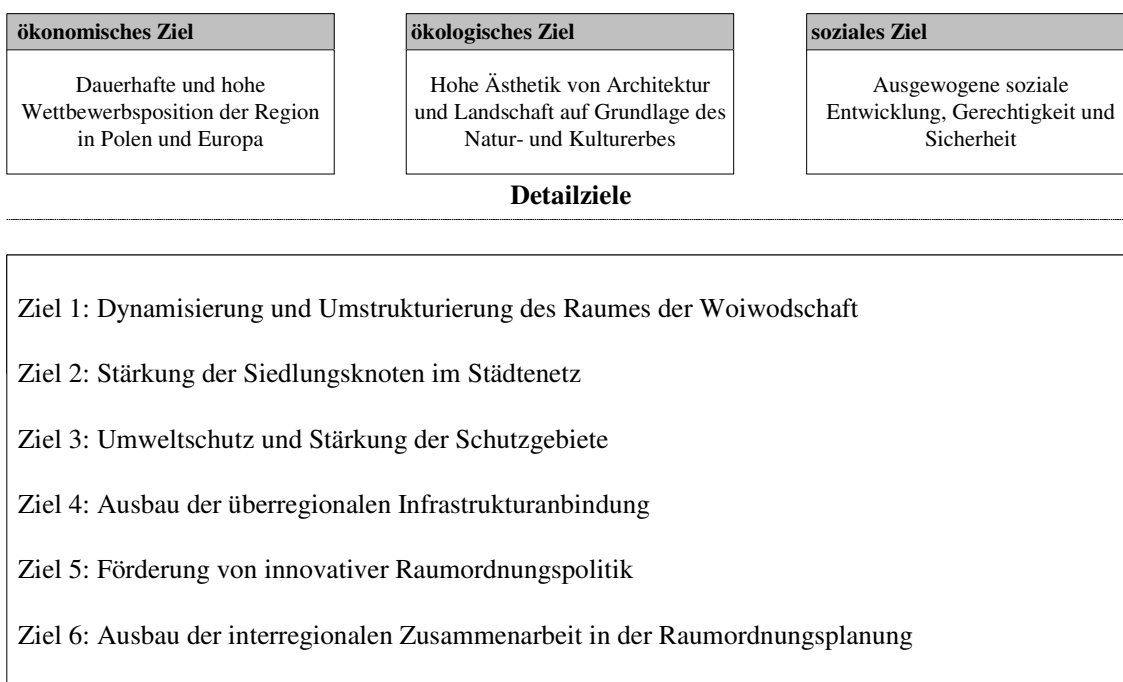 ökonomisches Ziel
Dauerhafte und hohe
Wettbewerbsposition der Region
in Polen und Europa
ökologisches Ziel
Hohe Ästhetik von Architektur
und Landschaft auf Grundlage des
Natur- und Kulturerbes
soziales Ziel
Ausgewogene soziale
Entwicklung, Gerechtigkeit und
Sicherheit
Detailziele
Ziel 1: Dynamisierung und Umstrukturierung des Raumes der Woiwodschaft
Ziel 2: Stärkung der Siedlungsknoten im Städtenetz
Ziel 3: Umweltschutz und Stärkung der Schutzgebiete
Ziel 4: Ausbau der überregionalen Infrastrukturanbindung
Ziel 5: Förderung von innovativer Raumordnungspolitik
Ziel 6: Ausbau der interregionalen Zusammenarbeit in der Raumordnungsplanung